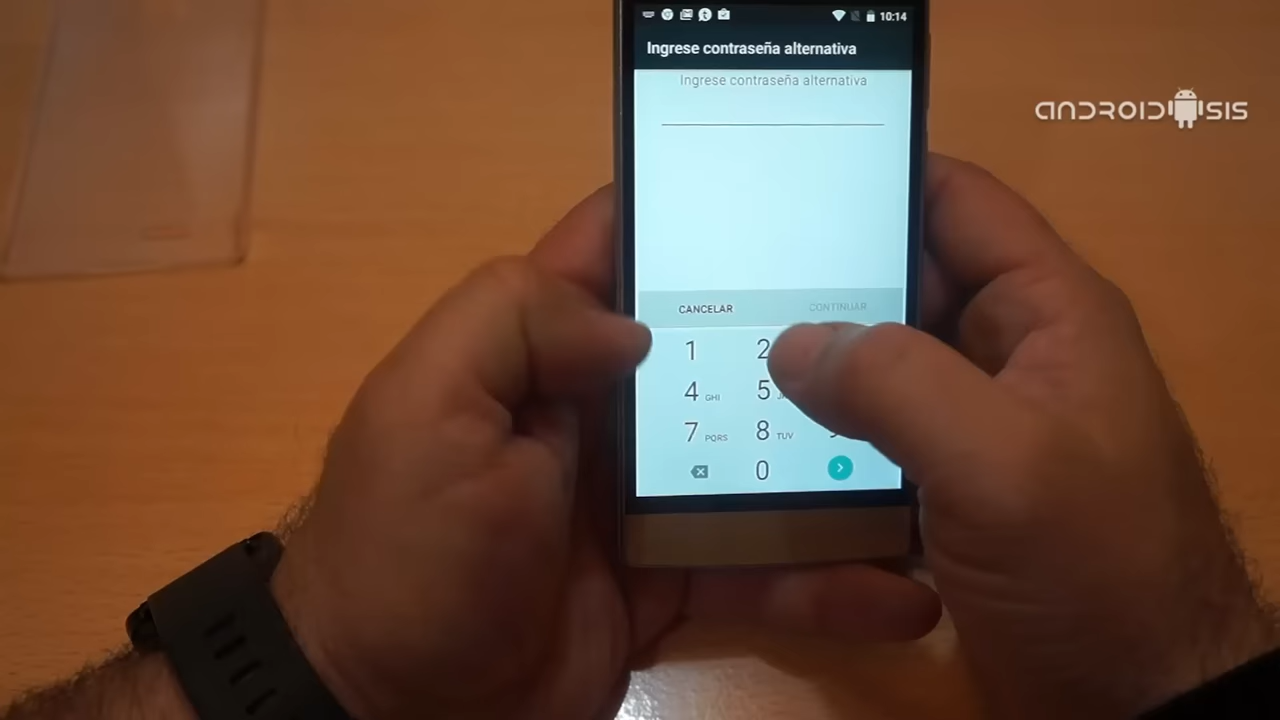 10:14
Ingrese contraseña alternativa
Ingrese contraseña alternativa
ANDROIDSIS
CANCELAR CONTINUAR
1 2
4 GHI 5
7 PQRS 8 TUV
0